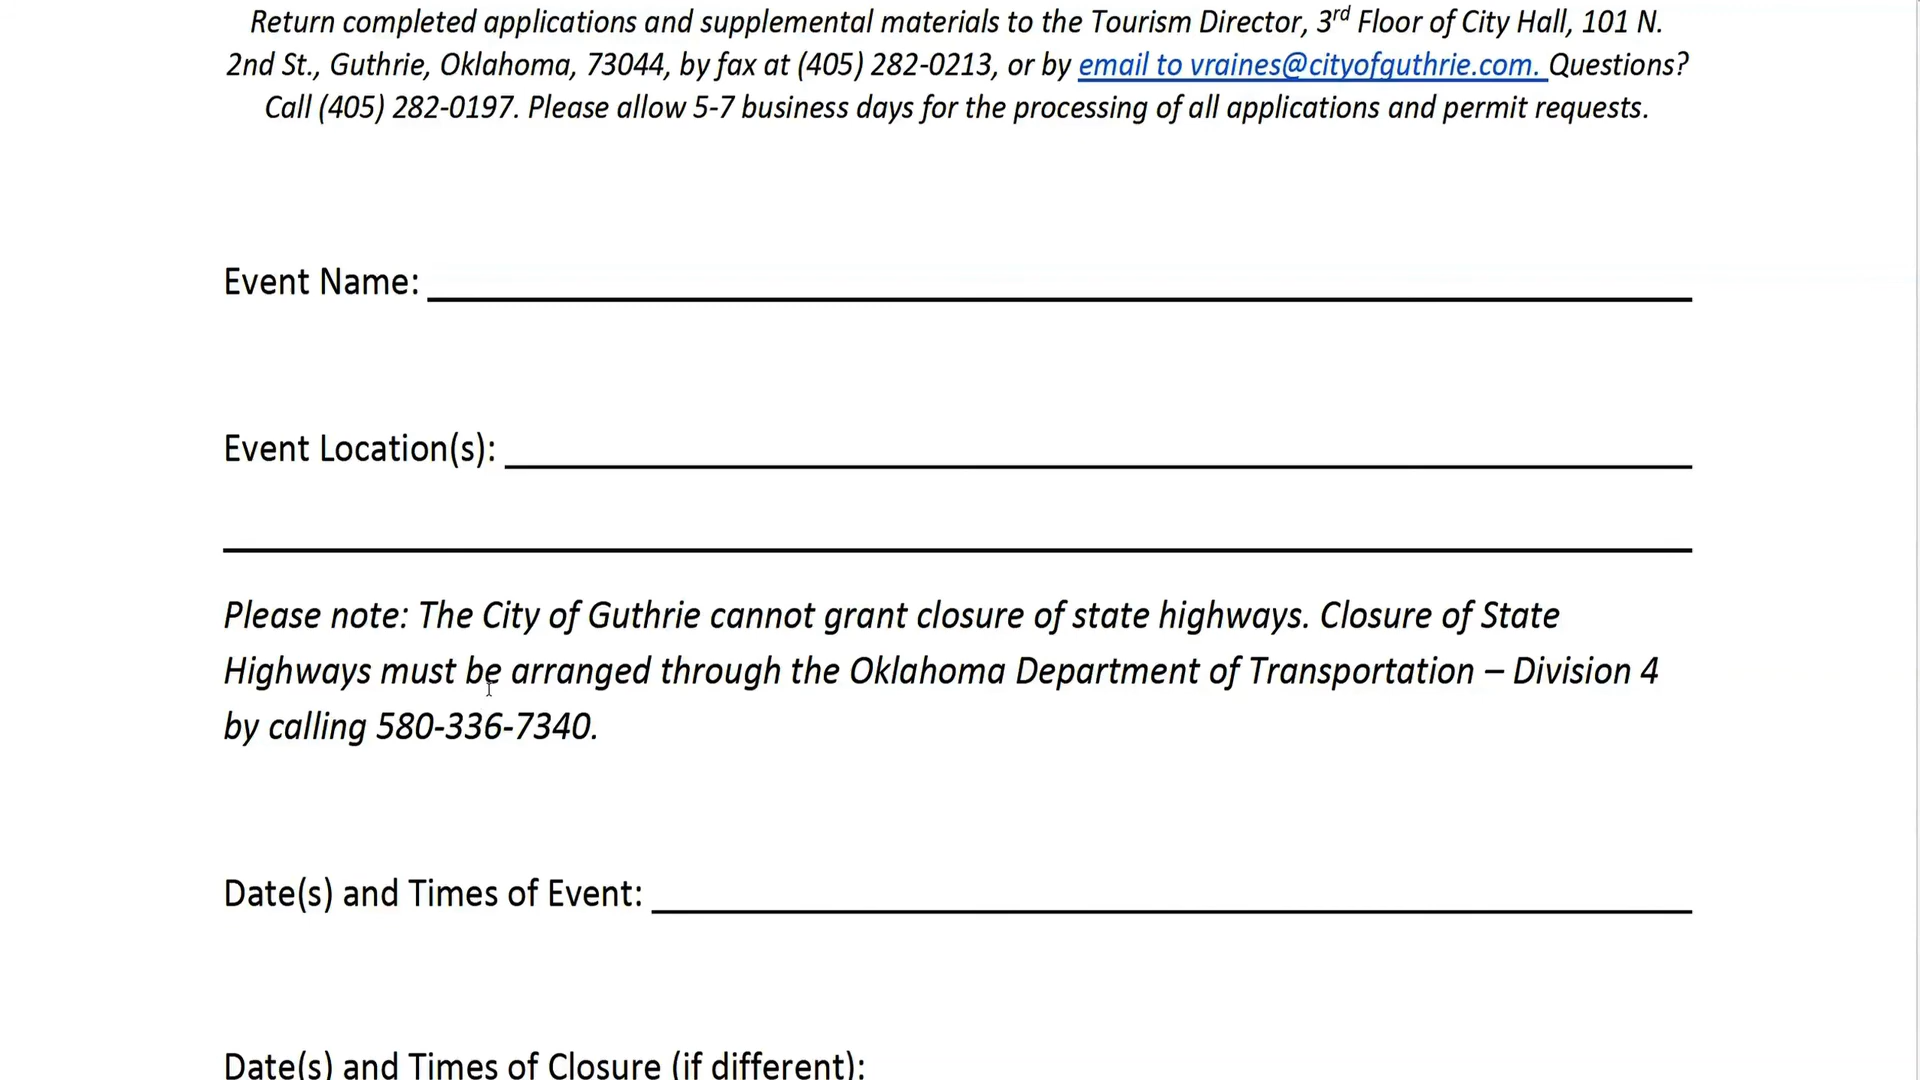 Return completed applications and supplemental materials to the Tourism Director, 3rd Floor of City Hall, 101 N.
2nd St., Guthrie, Oklahoma, 73044, by fax at (405) 282-0213, or by email to vraines@cityofguthrie.com. Questions?
Call (405) 282-0197. Please allow 5-7 business days for the processing of all applications and permit requests.
Event Name:
Event Location(s):
Please note: The City of Guthrie cannot grant closure of state highways. Closure of State
Highways must be arranged through the Oklahoma Department of Transportation – Division 4
by calling 580-336-7340.
Date(s) and Times of Event:
Date(s) and Times of Closure (if different):